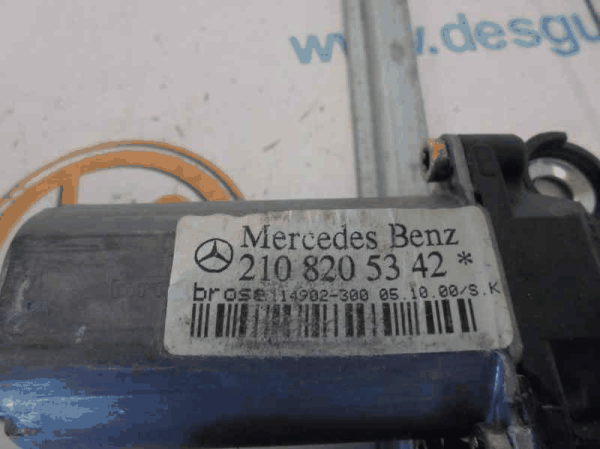 www.desgu
Mercedes Benz
210 820 53 42 *
brose 114902-300 05.10.00/S.K